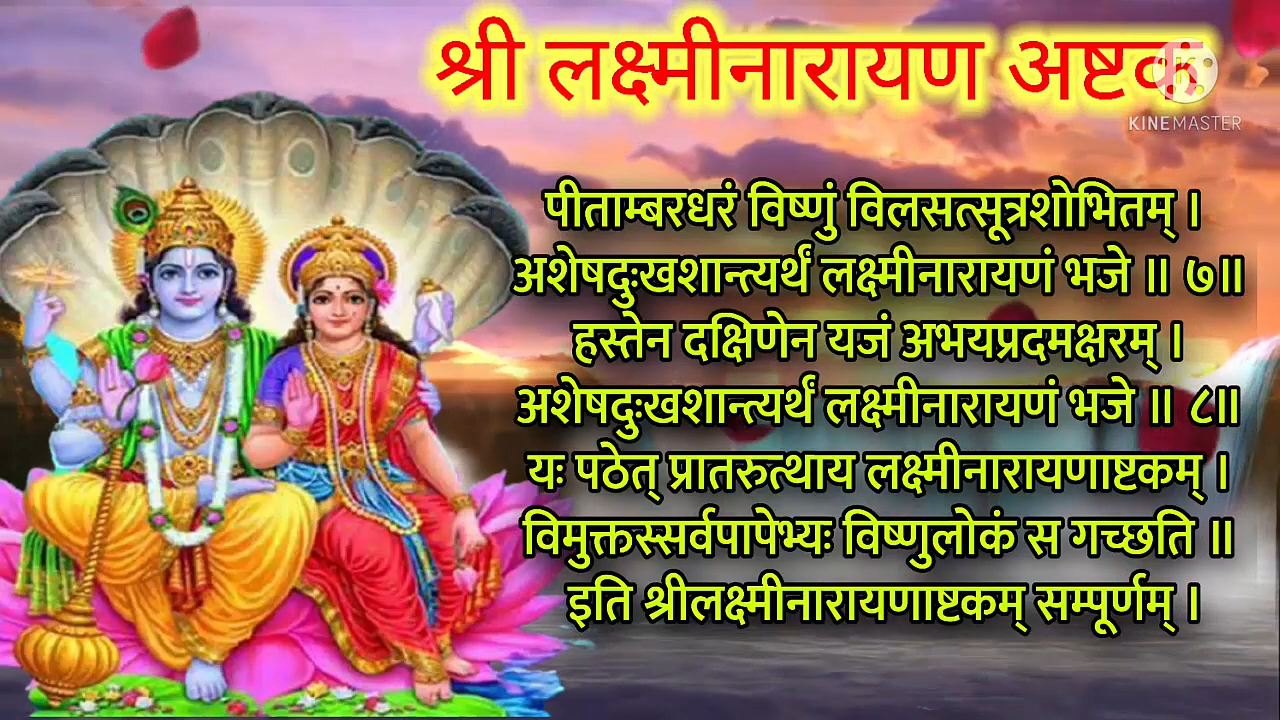 श्री लक्ष्मीनारायण अष्टक
KINEMASTER
पीताम्बरधरं विष्णुं विलसत्सूत्रशोभितम् ।
अशेषदुःखशान्त्यर्थं लक्ष्मीनारायणं भजे ॥ ७॥
हस्तेन दक्षिणेन यजं अभयप्रदमक्षरम् ।
अशेषदुःखशान्त्यर्थं लक्ष्मीनारायणं भजे ॥ ८॥
यः पठेत् प्रातरुत्थाय लक्ष्मीनारायणाष्टकम् ।
विमुक्तस्सर्वपापेभ्यः विष्णुलोकं स गच्छति ॥
इति श्रीलक्ष्मीनारायणाष्टकम् सम्पूर्णम् ।